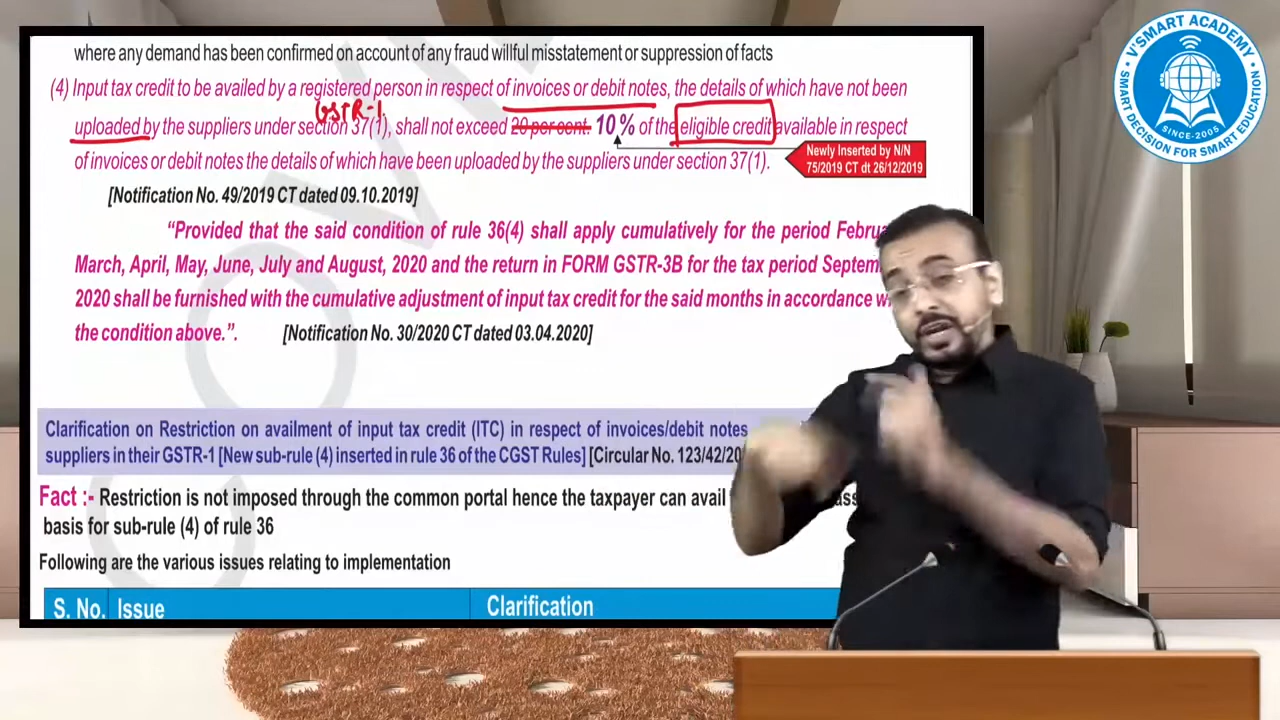 where any demand has been confirmed on account of any fraud willful misstatement or suppression of facts
(4) Input tax credit to be availed by a registered person in respect of invoices or debit notes, the details of which have not been
GSTR-1
uploaded by the suppliers under section 37(1), shall not exceed 20 per cent. 10% of the eligible credit available in respect
of invoices or debit notes the details of which have been uploaded by the suppliers under section 37(1).
Newly Inserted by N/N
75/2019 CT dt 26/12/2019
[Notification No. 49/2019 CT dated 09.10.2019]
“Provided that the said condition of rule 36(4) shall apply cumulatively for the period
March, April, May, June, July and August, 2020 and the return in FORM GSTR-3B for the tax period
2020 shall be furnished with the cumulative adjustment of input tax credit for the said months in accordance
the condition above.”. [Notification No. 30/2020 CT dated 03.04.2020]
Clarification on Restriction on availment of input tax credit (ITC) in respect of invoices/debit notes
suppliers in their GSTR-1 [New sub-rule (4) inserted in rule 36 of the CGST Rules] [Circular No. 123/42/20
Fact :- Restriction is not imposed through the common portal hence the taxpayer can avail
basis for sub-rule (4) of rule 36
Following are the various issues relating to implementation
S. No. Issue Clarification
V'SMART ACADEMY
SINCE-2005
SMART DECISION FOR SMART EDUCATION